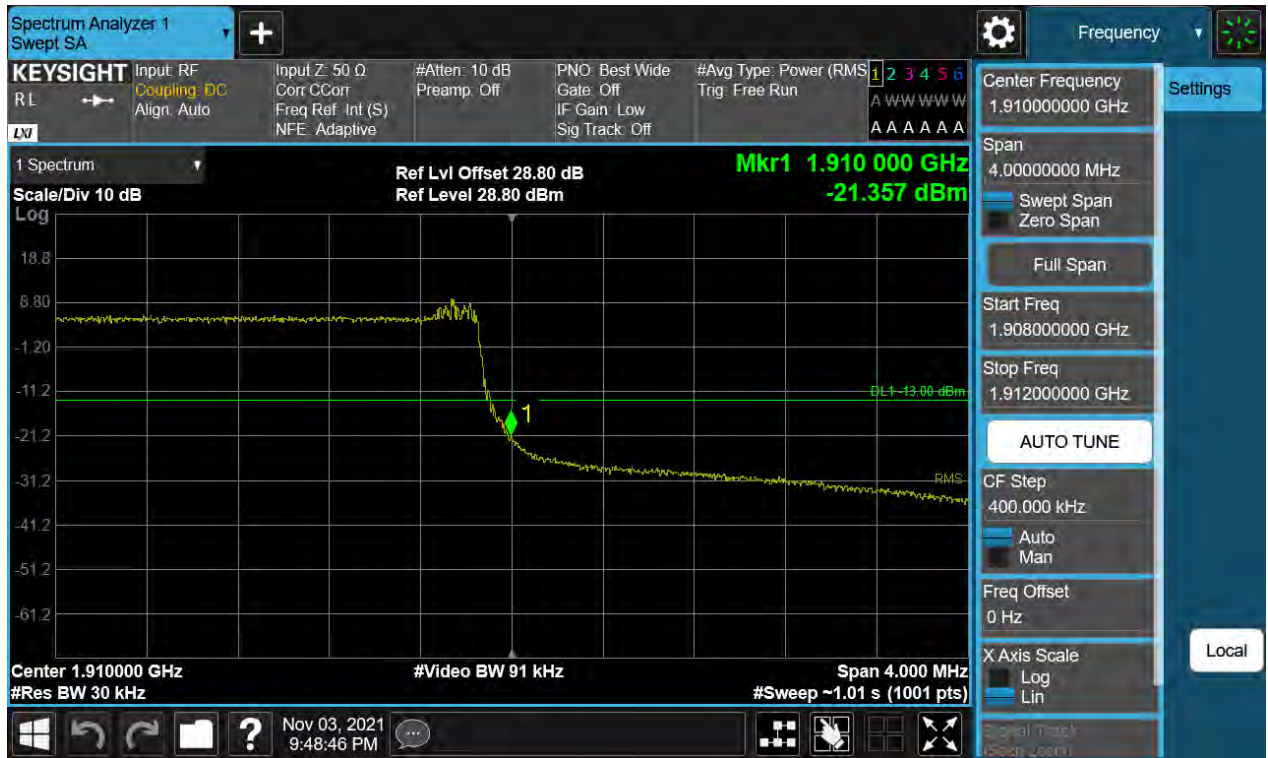 Spectrum Analyzer 1
Swept SA
+
Frequency
KEYSIGHT
RL
LXI
Input: RF
Coupling: DC
Align: Auto
Input Z: 50 Ω
Corr CCorr
Freq Ref: Int (S)
NFE: Adaptive
#Atten: 10 dB
Preamp: Off
PNO: Best Wide
Gate: Off
IF Gain: Low
Sig Track: Off
#Avg Type: Power (RMS
Trig: Free Run
1 2 3 4 5 6
A W W W W W
A A A A A A
1 Spectrum
Scale/Div 10 dB
Log
Ref Lvl Offset 28.80 dB
Ref Level 28.80 dBm
Mkr1 1.910 000 GHz
-21.357 dBm
18.8
8.80
-1.20
-11.2
-21.2
-31.2
-41.2
-51.2
-61.2
DL1 -13.00 dBm
1
RMS
Center 1.910000 GHz
#Res BW 30 kHz
#Video BW 91 kHz
Span 4.000 MHz
#Sweep ~1.01 s (1001 pts)
Center Frequency
1.910000000 GHz
Settings
Span
4.00000000 MHz
Swept Span
Zero Span
Full Span
Start Freq
1.908000000 GHz
Stop Freq
1.912000000 GHz
AUTO TUNE
CF Step
400.000 kHz
Auto
Man
Freq Offset
0 Hz
X Axis Scale
Log
Lin
Local
Signal Track
(Span Zoom)
?
Nov 03, 2021
9:48:46 PM